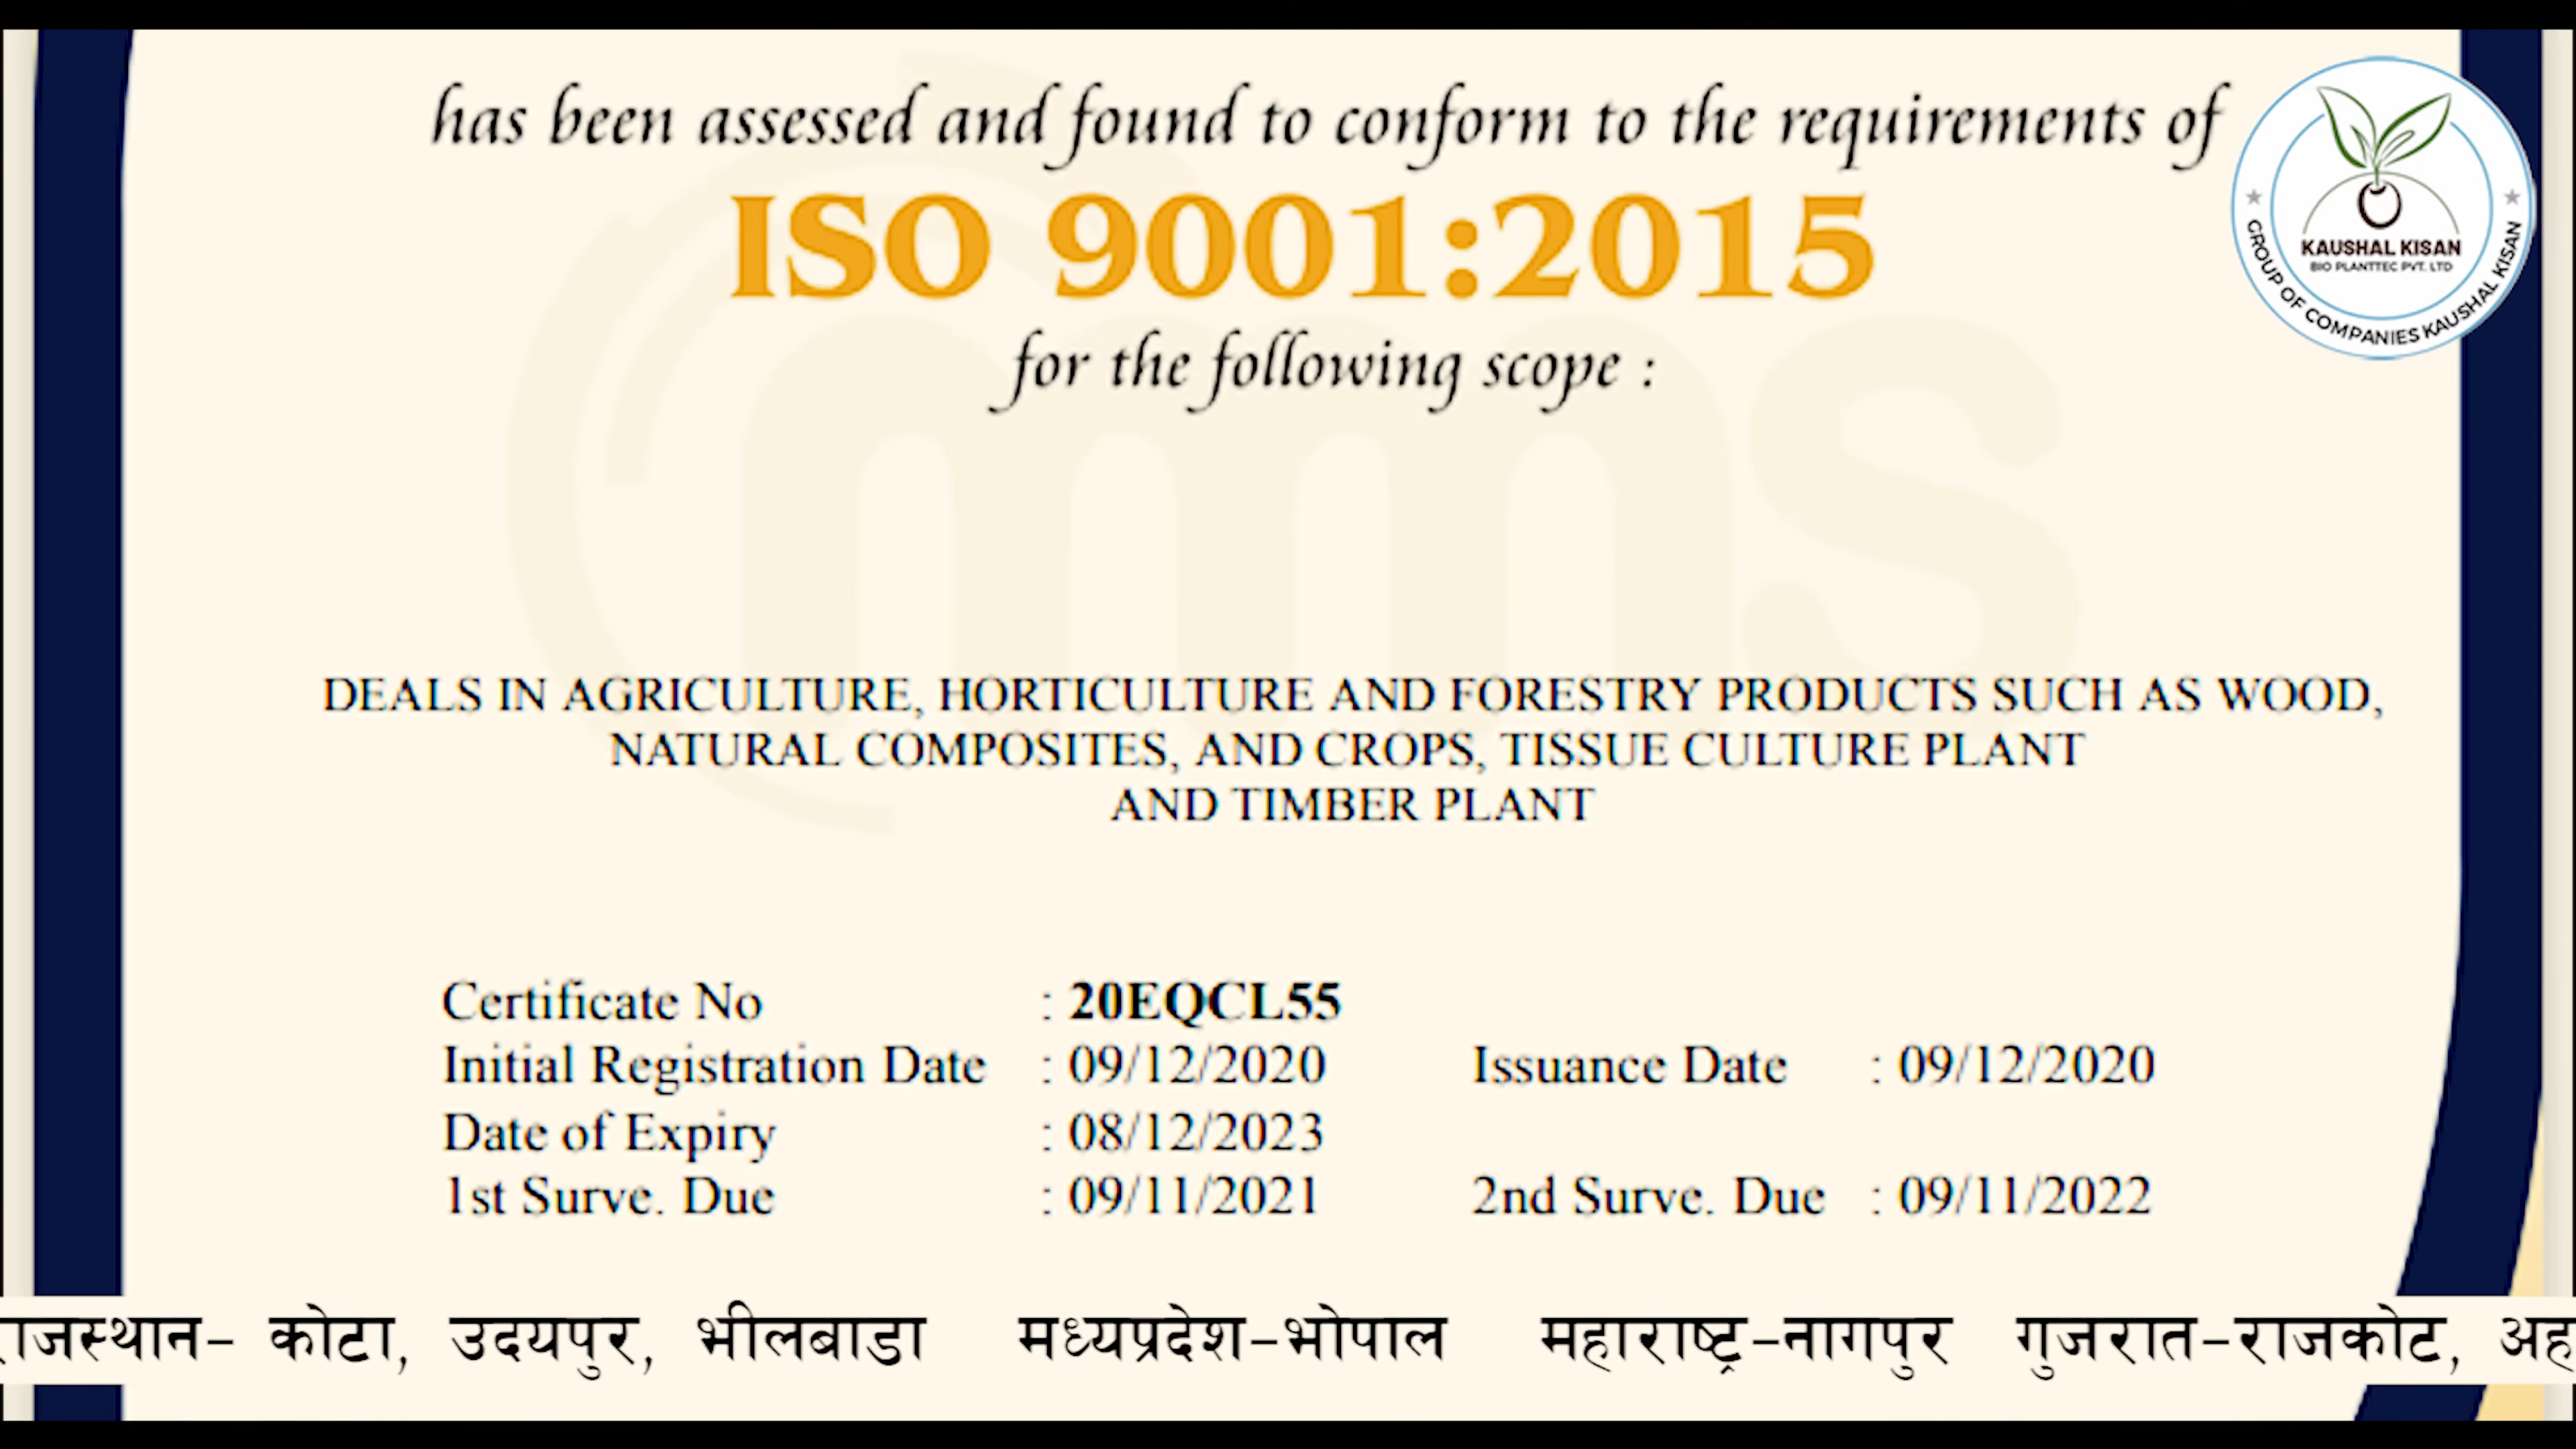 has been assessed and found to conform to the requirements of
ISO 9001:2015
for the following scope :
mms
KAUSHAL KISAN
BIO PLANTTEC PVT. LTD
GROUP OF COMPANIES KAUSHAL KISAN
DEALS IN AGRICULTURE, HORTICULTURE AND FORESTRY PRODUCTS SUCH AS WOOD,
NATURAL COMPOSITES, AND CROPS, TISSUE CULTURE PLANT
AND TIMBER PLANT
Certificate No : 20EQCL55
Initial Registration Date : 09/12/2020 Issuance Date : 09/12/2020
Date of Expiry : 08/12/2023
1st Surve. Due : 09/11/2021 2nd Surve. Due : 09/11/2022
राजस्थान- कोटा, उदयपुर, भीलबाडा मध्यप्रदेश-भोपाल महाराष्ट्र-नागपुर गुजरात-राजकोट,